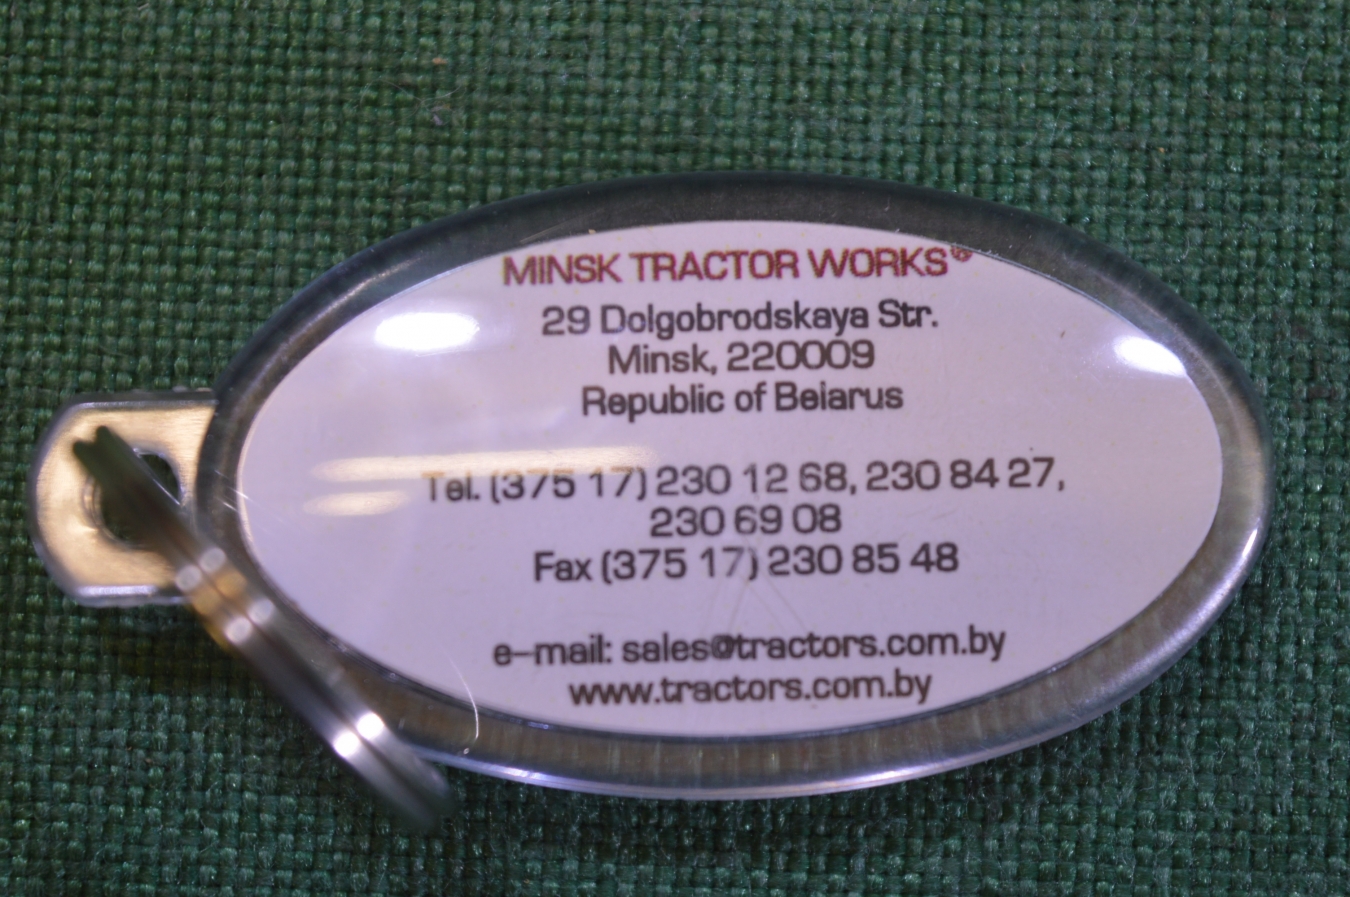 MINSK TRACTOR WORKS®
29 Dolgobrodskaya Str.
Minsk, 220009
Republic of Beiarus
Tel. (375 17) 230 12 68, 230 84 27,
230 69 08
Fax (375 17) 230 85 48
e-mail: sales@tractors.com.by
www.tractors.com.by